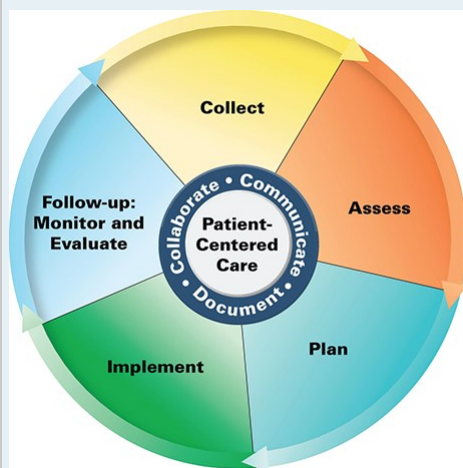 Collect
Assess
Plan
Implement
Follow-up:
Monitor and
Evaluate
Collaborate • Communicate
• Document •
Patient-
Centered
Care